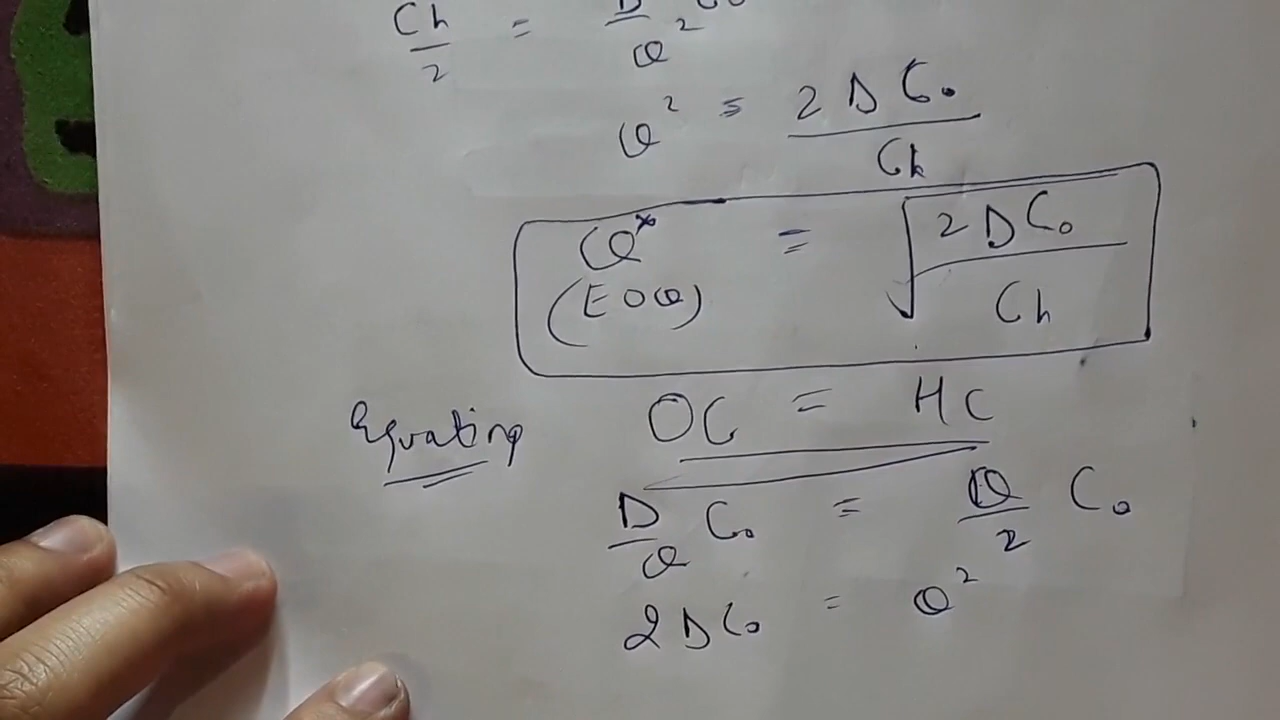 Ch/2 = D/Q² Co
Q² = 2DCo/Ch
Q* = √(2DCo/Ch)
(EOQ)
Equating OC = HC
D/Q Co = Q/2 Co
2DCo = Q²